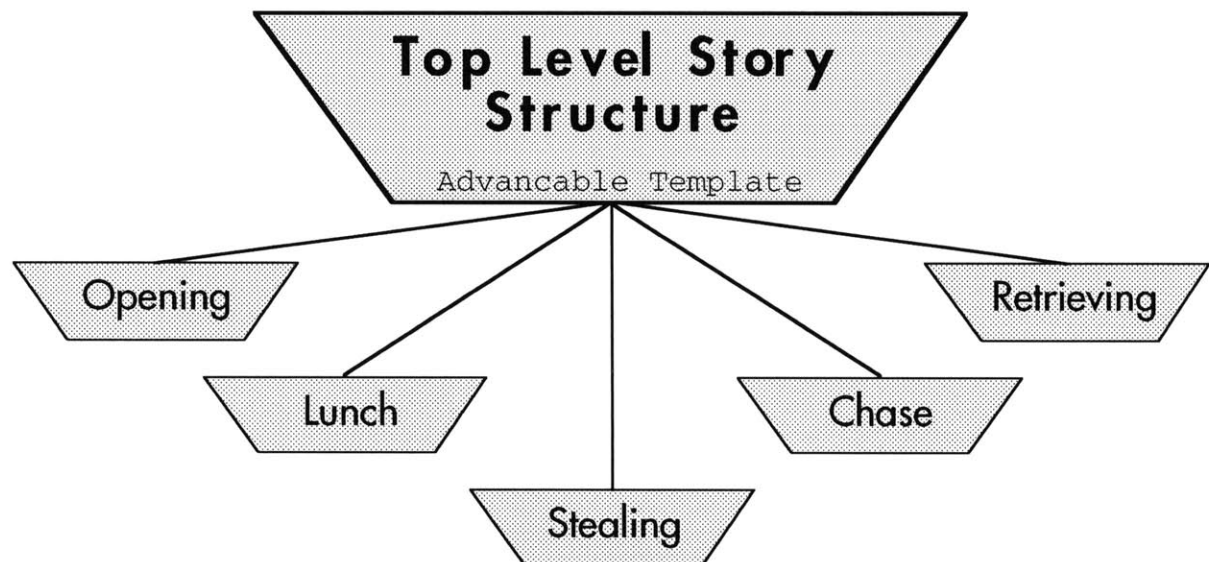 Top Level Story
Structure
Advancable Template
Opening
Retrieving
Lunch
Chase
Stealing